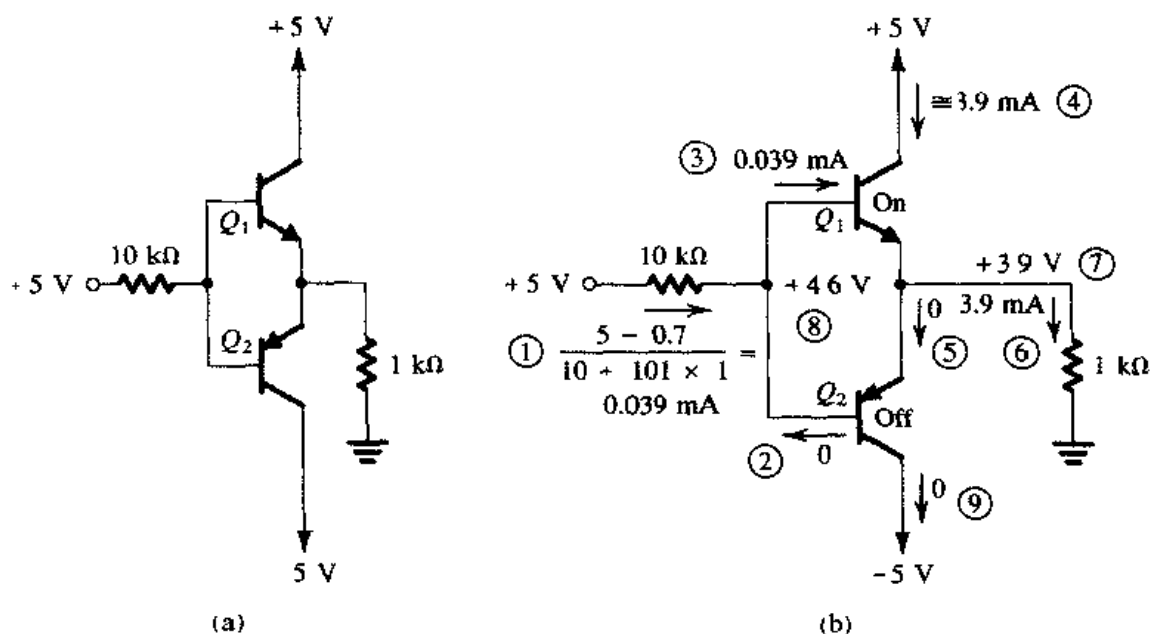 +5 V
Q1
10 kΩ
+5 V
Q2
1 kΩ
5 V
(a)
+5 V
≅3.9 mA ④
③ 0.039 mA
On
Q1
10 kΩ
+3 9 V ⑦
+5 V
+4 6 V
0 3.9 mA
⑧
① 5 − 0.7 / 10 + 101 × 1 =
0.039 mA
⑤ ⑥
1 kΩ
Q2
Off
② 0
0 ⑨
−5 V
(b)